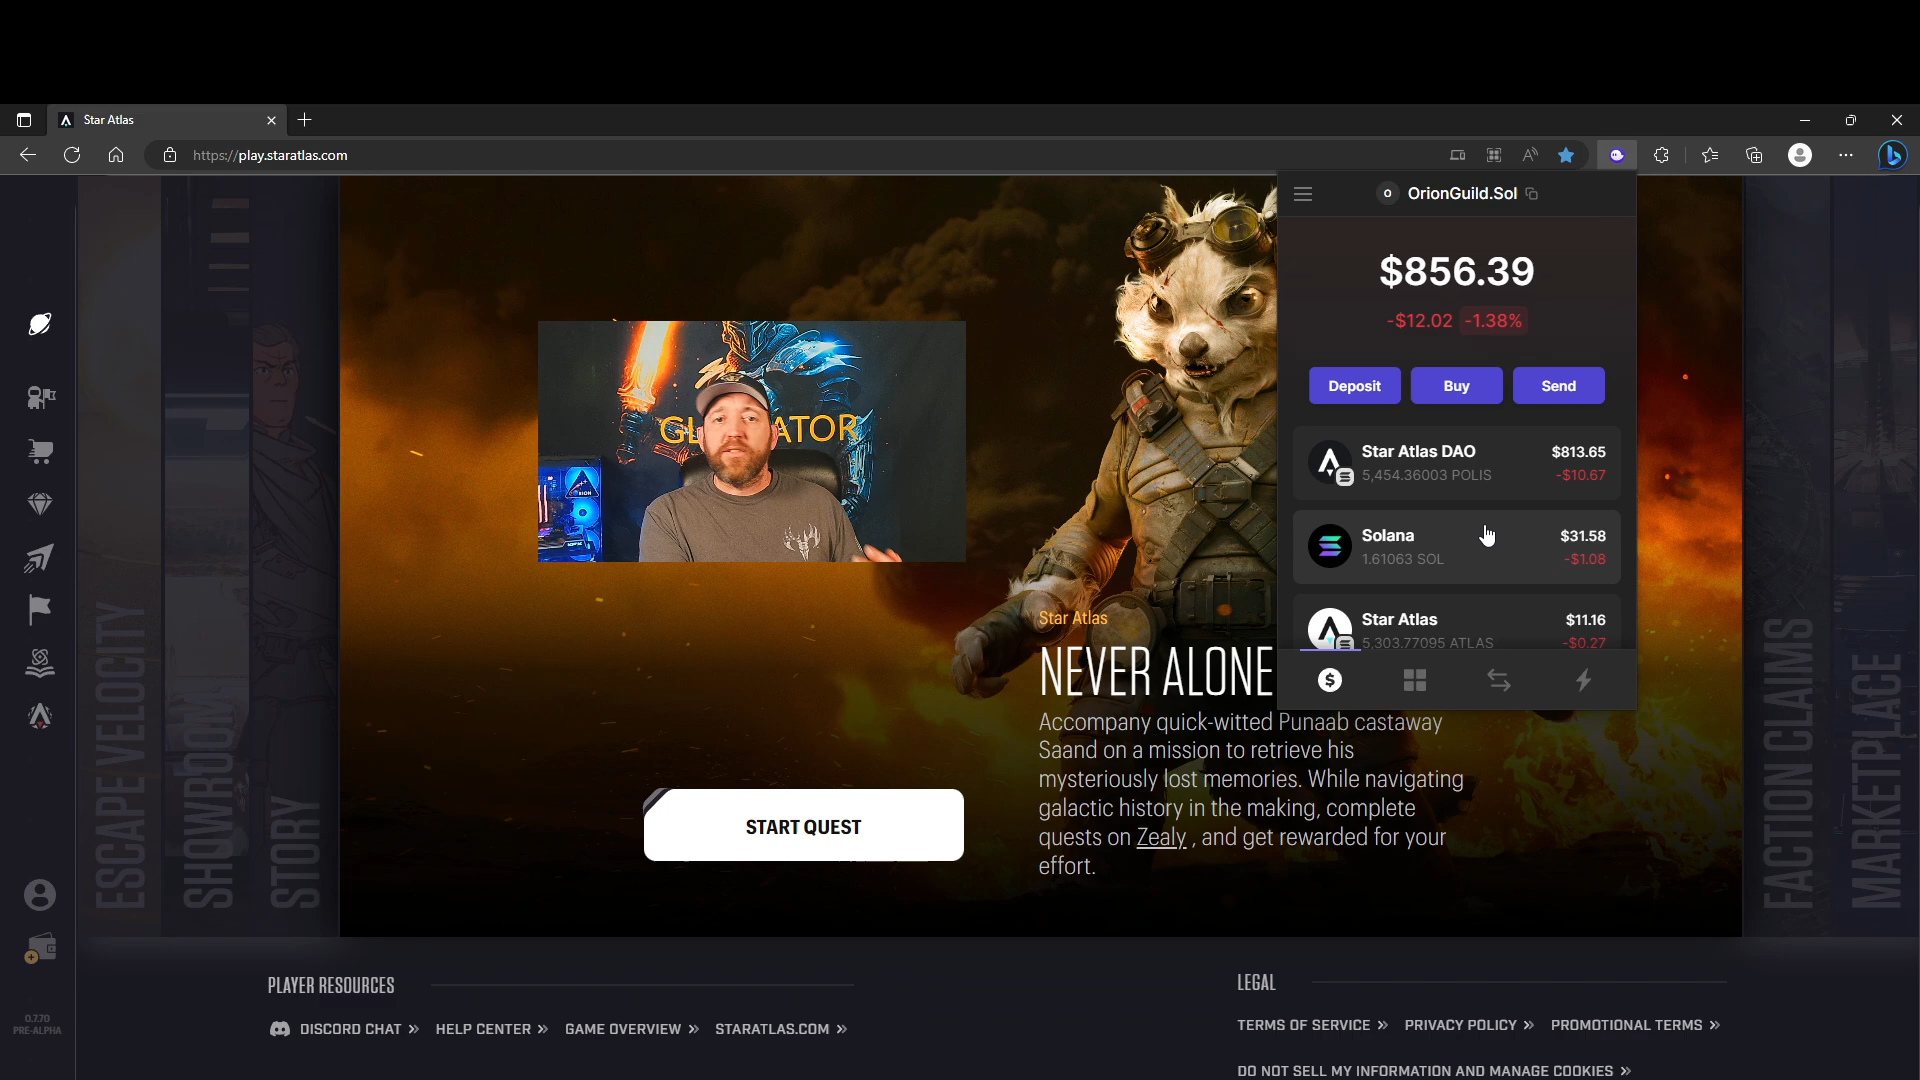 Star Atlas
https://play.staratlas.com
OrionGuild.Sol
$856.39
-$12.02 -1.38%
Deposit Buy Send
Star Atlas DAO $813.65
5,454.36003 POLIS -$10.67
Solana $31.58
1.61063 SOL -$1.08
Star Atlas $11.16
5,303.77095 ATLAS -$0.27
ESCAPE VELOCITY
SHOWROOM
STORY
GL ATOR
Star Atlas
NEVER ALONE
Accompany quick-witted Punaab castaway
Saand on a mission to retrieve his
mysteriously lost memories. While navigating
galactic history in the making, complete
quests on Zealy , and get rewarded for your
effort.
START QUEST
FACTION CLAIMS
MARKETPLACE
0.7.70
PRE-ALPHA
PLAYER RESOURCES
DISCORD CHAT » HELP CENTER » GAME OVERVIEW » STARATLAS.COM »
LEGAL
TERMS OF SERVICE » PRIVACY POLICY » PROMOTIONAL TERMS »
DO NOT SELL MY INFORMATION AND MANAGE COOKIES »